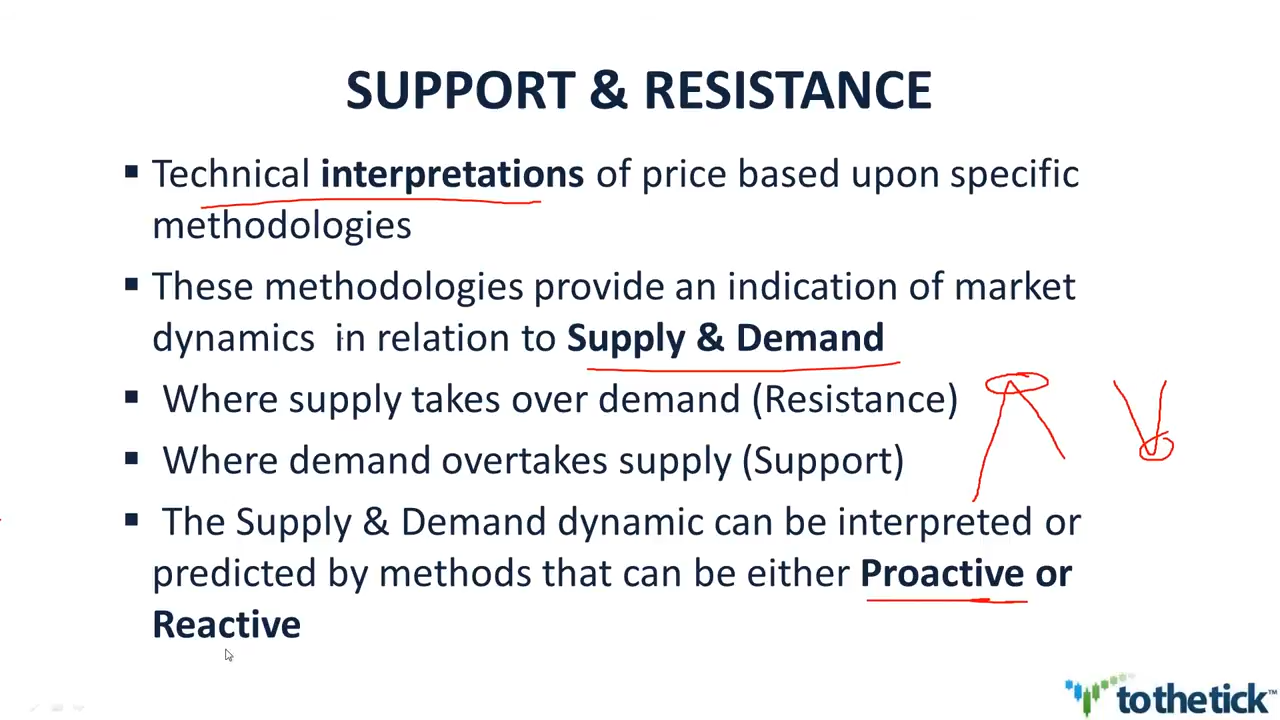 SUPPORT & RESISTANCE
▪ Technical interpretations of price based upon specific
methodologies
▪ These methodologies provide an indication of market
dynamics in relation to Supply & Demand
▪ Where supply takes over demand (Resistance)
▪ Where demand overtakes supply (Support)
▪ The Supply & Demand dynamic can be interpreted or
predicted by methods that can be either Proactive or
Reactive
tothetick™